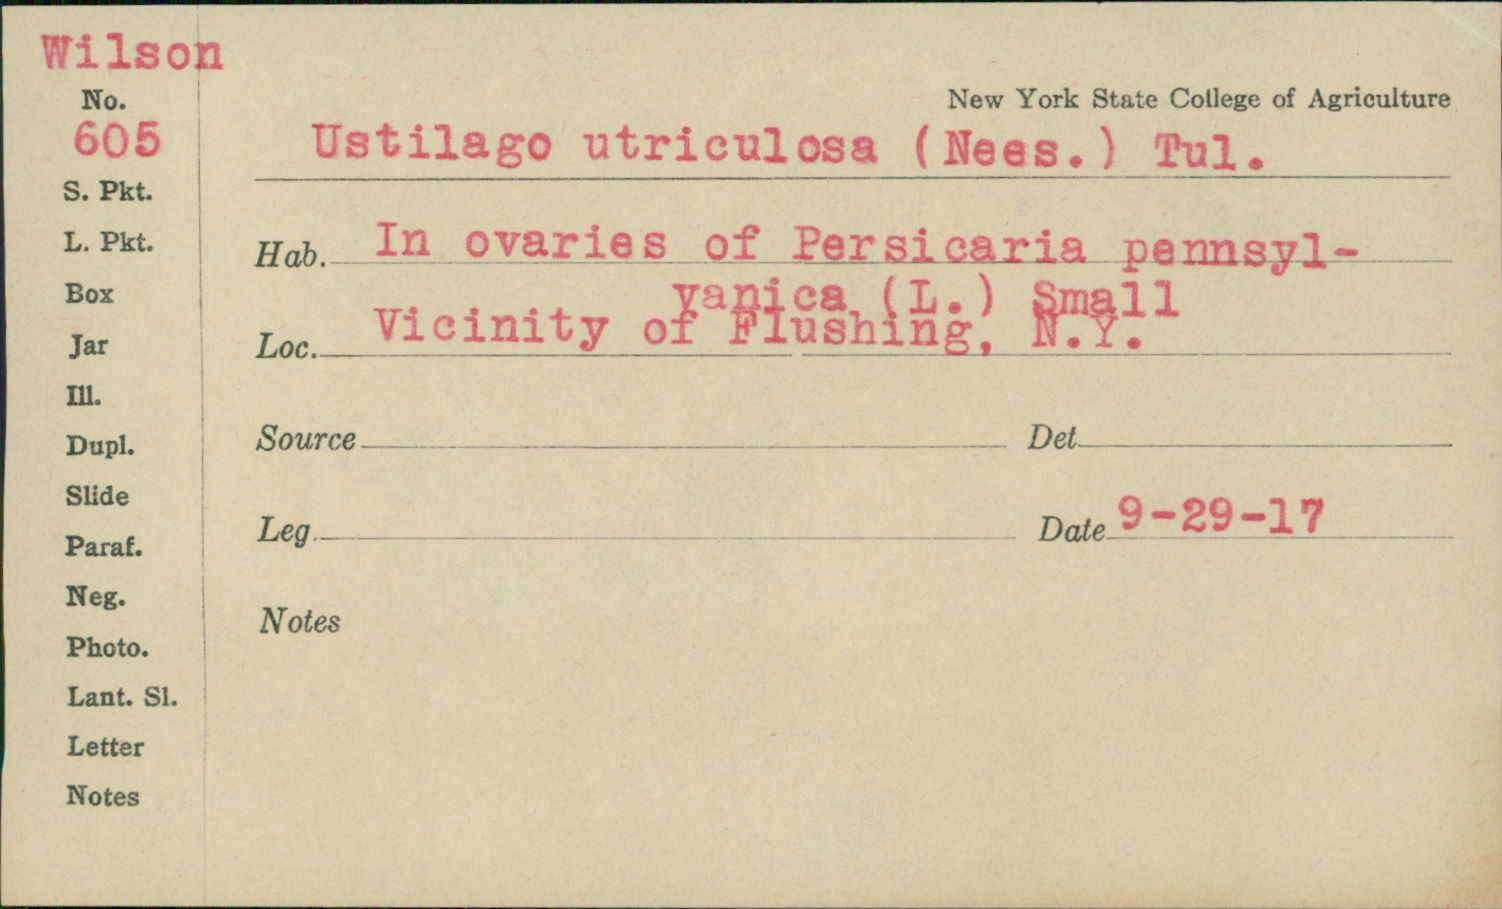 Wilson
No.
605
S. Pkt.
L. Pkt.
Box
Jar
Ill.
Dupl.
Slide
Paraf.
Neg.
Photo.
Lant. Sl.
Letter
Notes
New York State College of Agriculture
Ustilago utriculosa (Nees.) Tul.
Hab. In ovaries of Persicaria pennsyl-
vanica (L.) Small
Loc. Vicinity of Flushing, N.Y.
Source Det.
Leg. Date 9-29-17
Notes